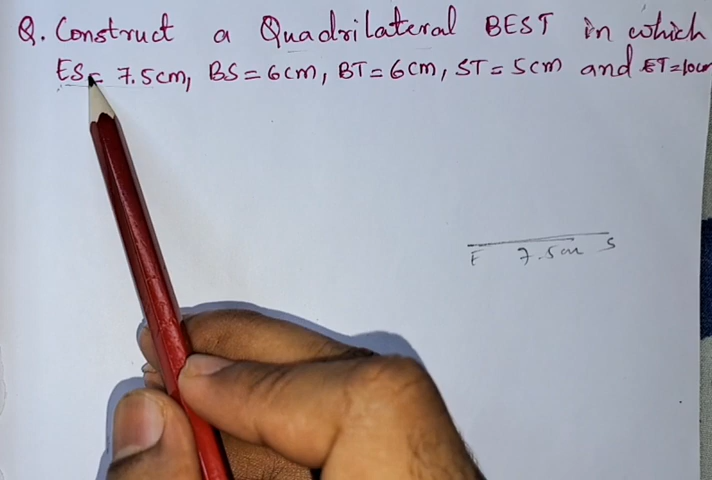 Q. Construct a Quadrilateral BEST in which
ES = 7.5cm, BS = 6cm, BT = 6cm, ST = 5cm and ET=10cm
E 7.5cm S